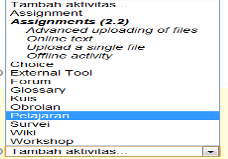 Tambah aktivitas...
Assignment
Assignments (2.2)
Advanced uploading of files
Online text
Upload a single file
Offline activity
Choice
External Tool
Forum
Glossary
Kuis
Obrolan
Pelajaran
Survei
Wiki
Workshop
Tambah aktivitas...